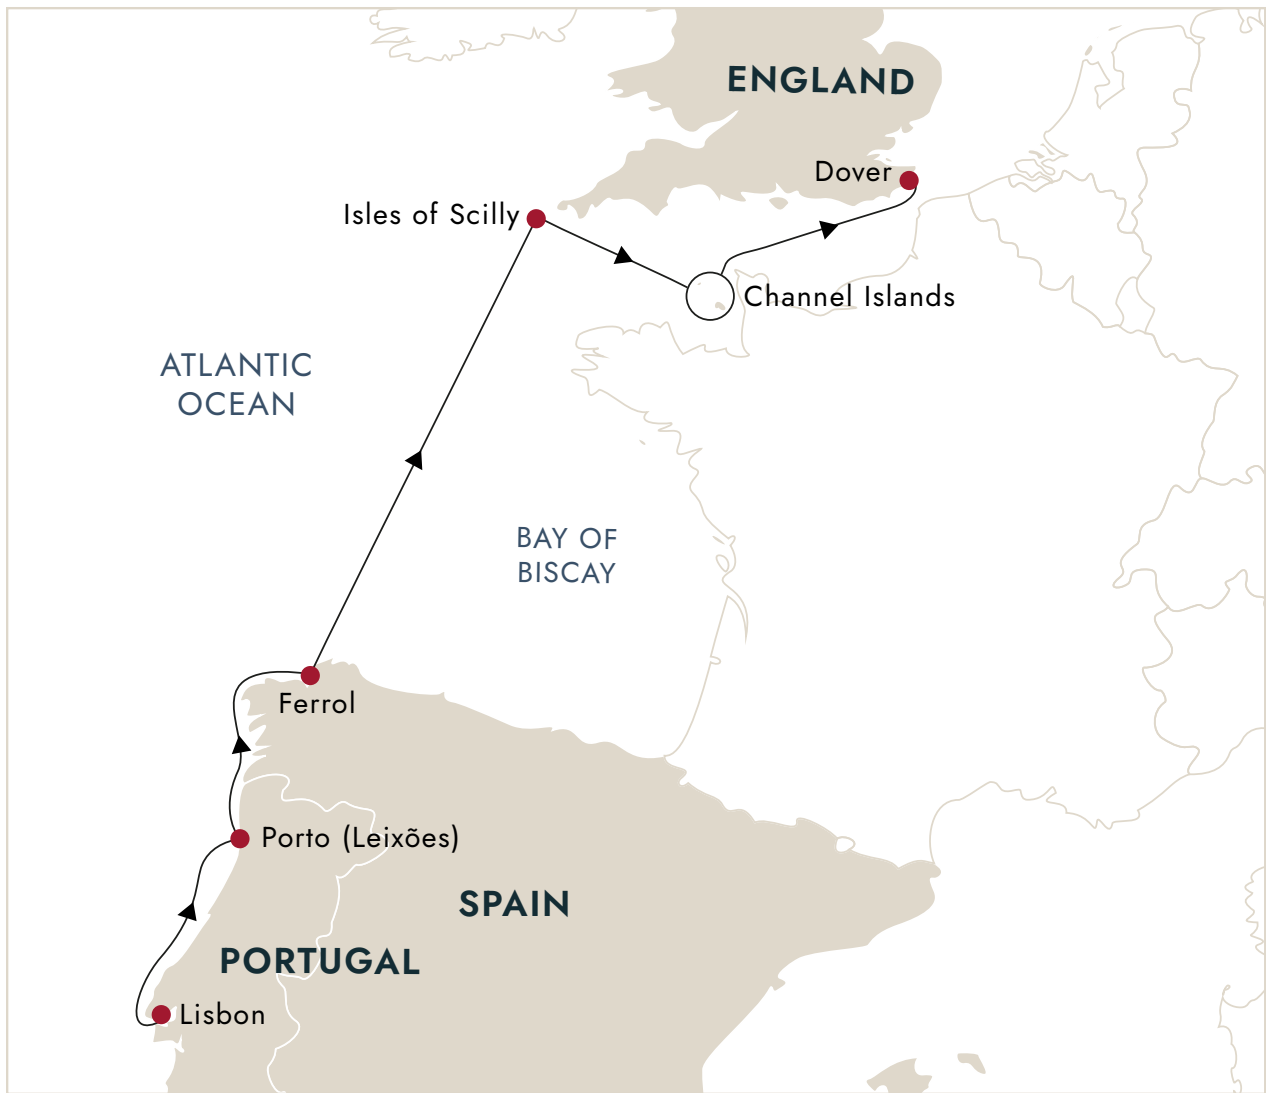 ENGLAND
Dover
Isles of Scilly
Channel Islands
ATLANTIC
OCEAN
BAY OF
BISCAY
Ferrol
Porto (Leixões)
SPAIN
PORTUGAL
Lisbon